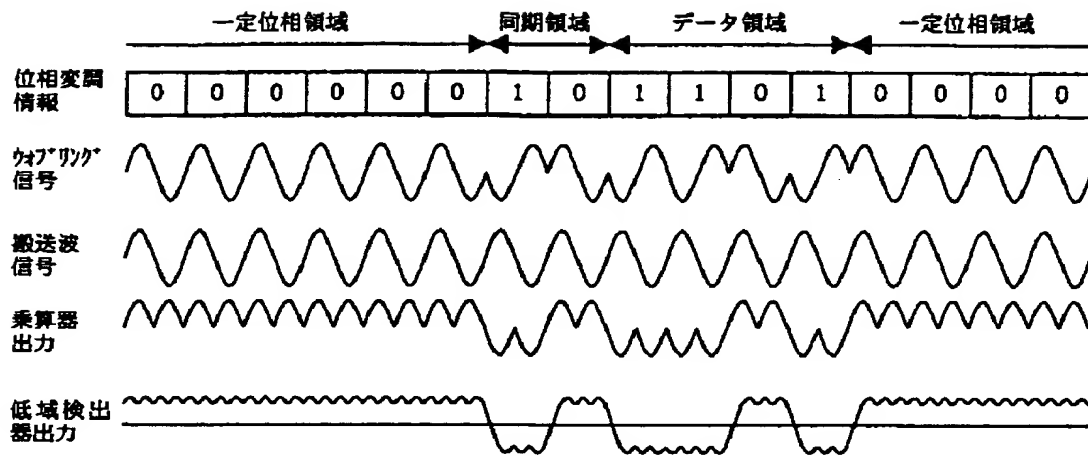 一定位相領域 同期領域 データ領域 一定位相領域
位相変調
情報
0 0 0 0 0 0 1 0 1 1 0 1 0 0 0 0
ウォブリング
信号
搬送波
信号
乗算器
出力
低域検出
器出力